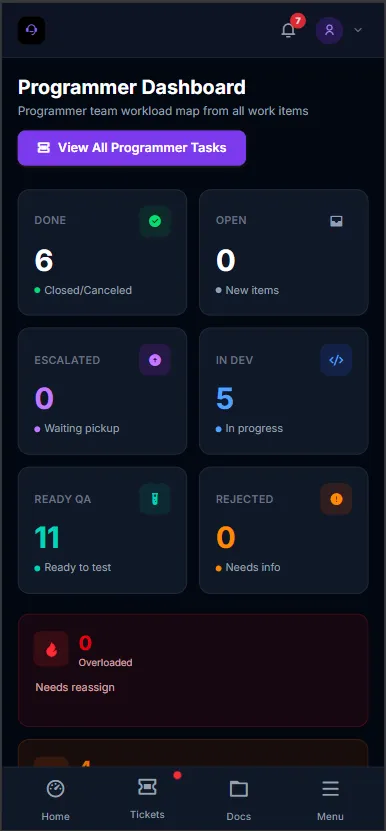 7
Programmer Dashboard
Programmer team workload map from all work items
View All Programmer Tasks
DONE
6
Closed/Canceled
OPEN
0
New items
ESCALATED
0
Waiting pickup
IN DEV
5
In progress
READY QA
11
Ready to test
REJECTED
0
Needs info
0
Overloaded
Needs reassign
Home
Tickets
Docs
Menu